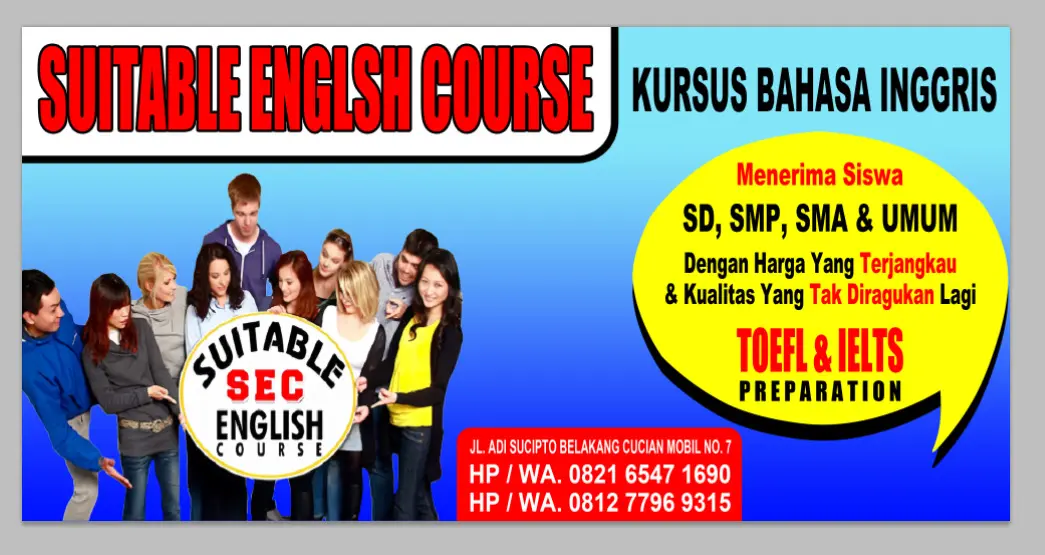 SUITABLE ENGLSH COURSE
KURSUS BAHASA INGGRIS
Menerima Siswa
SD, SMP, SMA & UMUM
Dengan Harga Yang Terjangkau
& Kualitas Yang Tak Diragukan Lagi
TOEFL & IELTS
PREPARATION
SUITABLE
SEC
ENGLISH
COURSE
JL. ADI SUCIPTO BELAKANG CUCIAN MOBIL NO. 7
HP / WA. 0821 6547 1690
HP / WA. 0812 7796 9315